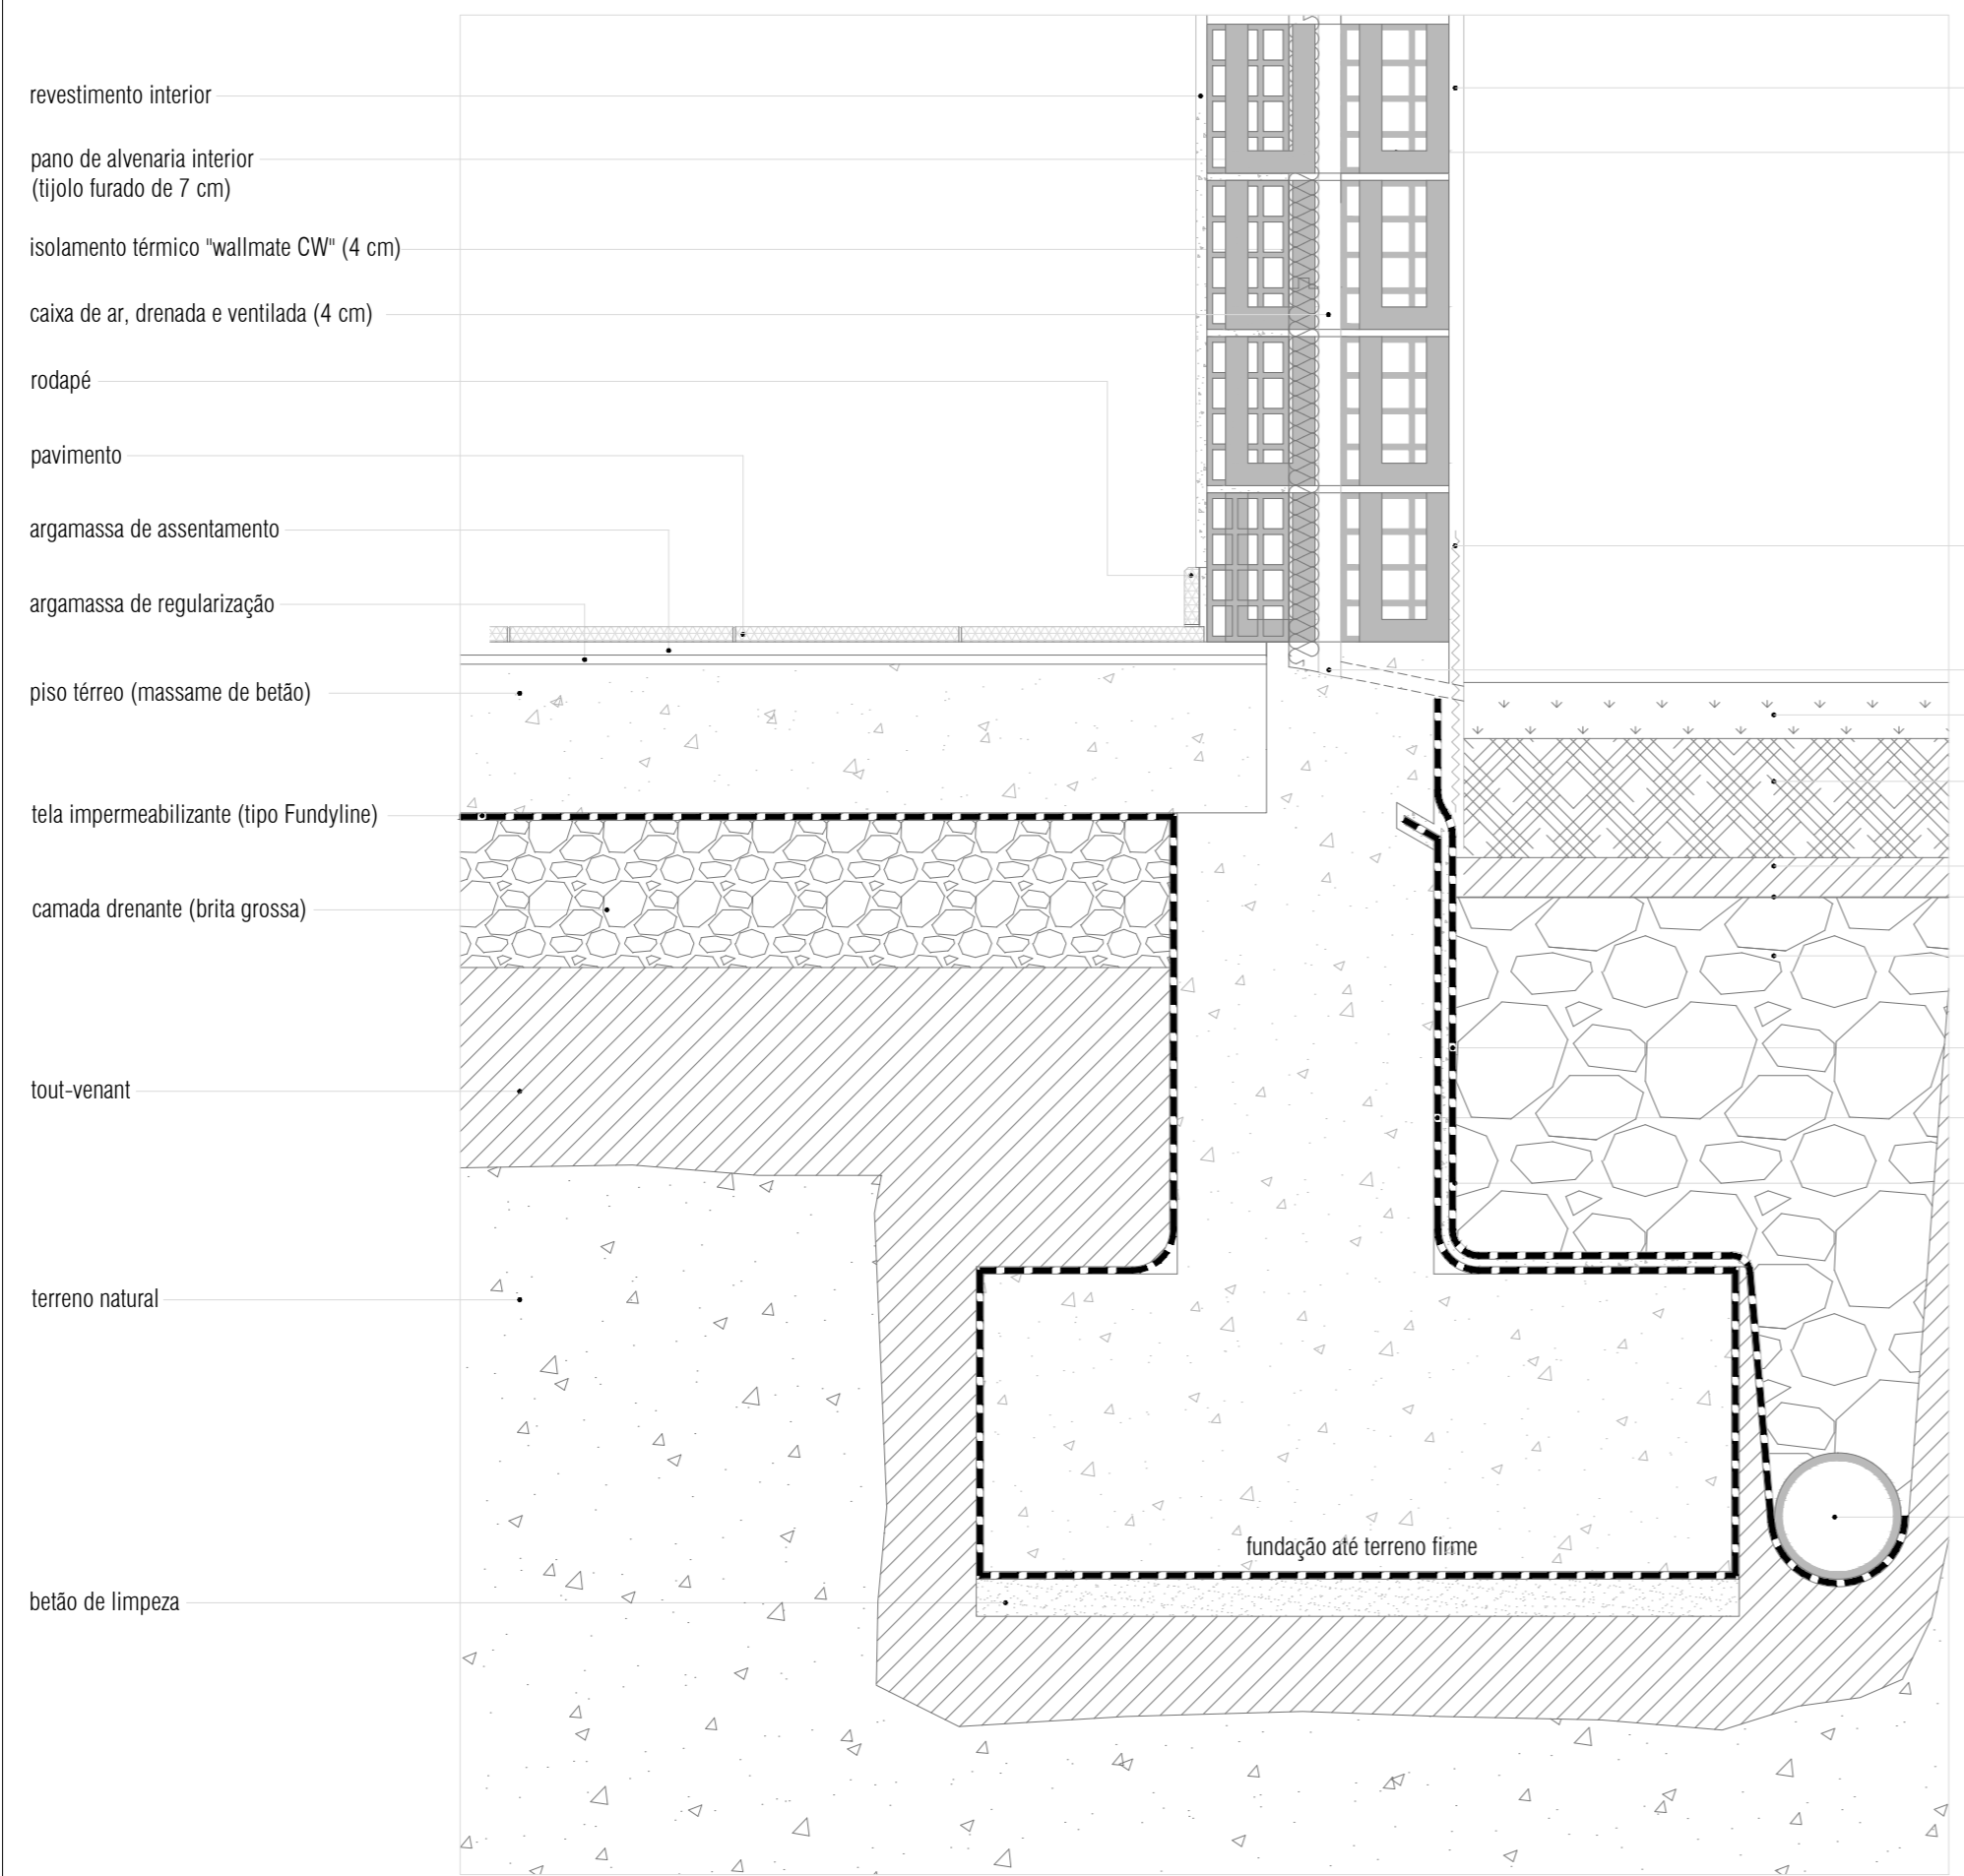 revestimento interior
pano de alvenaria interior
(tijolo furado de 7 cm)
isolamento térmico "wallmate CW" (4 cm)
caixa de ar, drenada e ventilada (4 cm)
rodapé
pavimento
argamassa de assentamento
argamassa de regularização
piso térreo (massame de betão)
tela impermeabilizante (tipo Fundyline)
camada drenante (brita grossa)
tout-venant
terreno natural
fundação até terreno firme
betão de limpeza